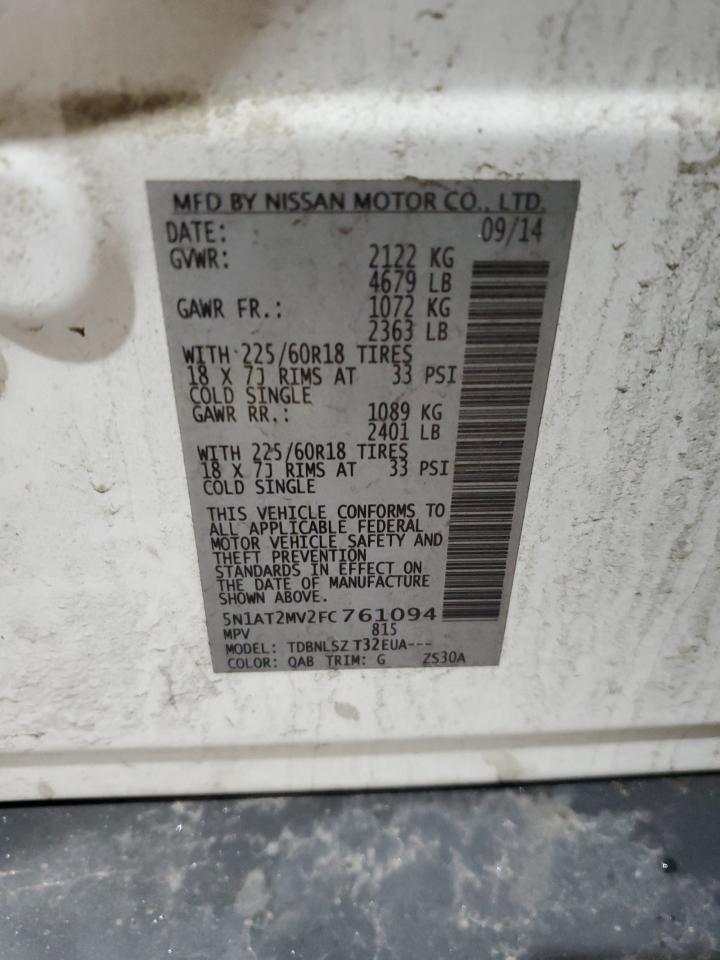 MFD BY NISSAN MOTOR CO., LTD.
DATE: 09/14
GVWR: 2122 KG
4679 LB
GAWR FR.: 1072 KG
2363 LB
WITH 225/60R18 TIRES
18 X 7J RIMS AT 33 PSI
COLD SINGLE
GAWR RR.: 1089 KG
2401 LB
WITH 225/60R18 TIRES
18 X 7J RIMS AT 33 PSI
COLD SINGLE
THIS VEHICLE CONFORMS TO
ALL APPLICABLE FEDERAL
MOTOR VEHICLE SAFETY AND
THEFT PREVENTION
STANDARDS IN EFFECT ON
THE DATE OF MANUFACTURE
SHOWN ABOVE.
5N1AT2MV2FC761094
MPV 815
MODEL: TDBNLSZ T32EUA---
COLOR: QAB TRIM: G ZS30A